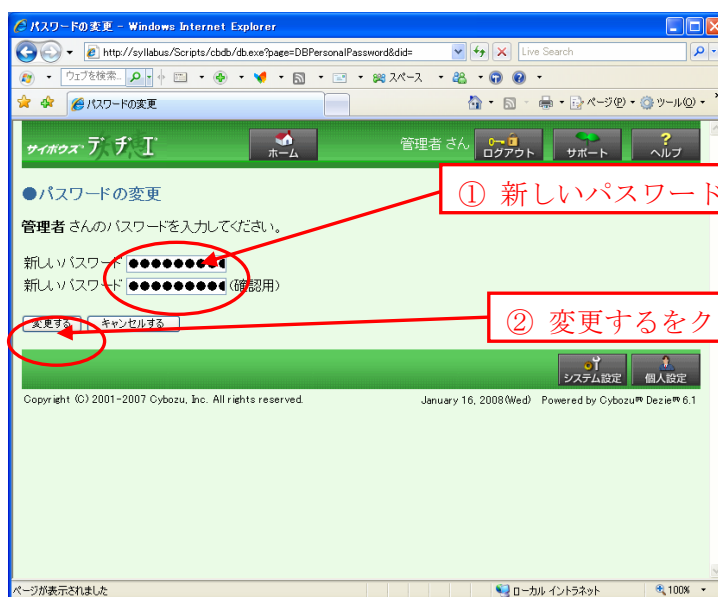 パスワードの変更 - Windows Internet Explorer
http://syllabus/Scripts/cbdb/db.exe?page=DBPersonalPassword&did=
Live Search
ウェブを検索... 2ページ
パスワードの変更 ページ(P) ツール(O)
サイボウズ デヂエ ホーム 管理者 さん ログアウト サポート ヘルプ
●パスワードの変更
① 新しいパスワード
管理者 さんのパスワードを入力してください。
新しいパスワード
新しいパスワード (確認用)
変更する キャンセルする
② 変更するをク
システム設定 個人設定
Copyright (C) 2001-2007 Cybozu, Inc. All rights reserved. January 16, 2008(Wed) Powered by Cybozu™ Dezie™ 6.1
ページが表示されました ローカル イントラネット 100%